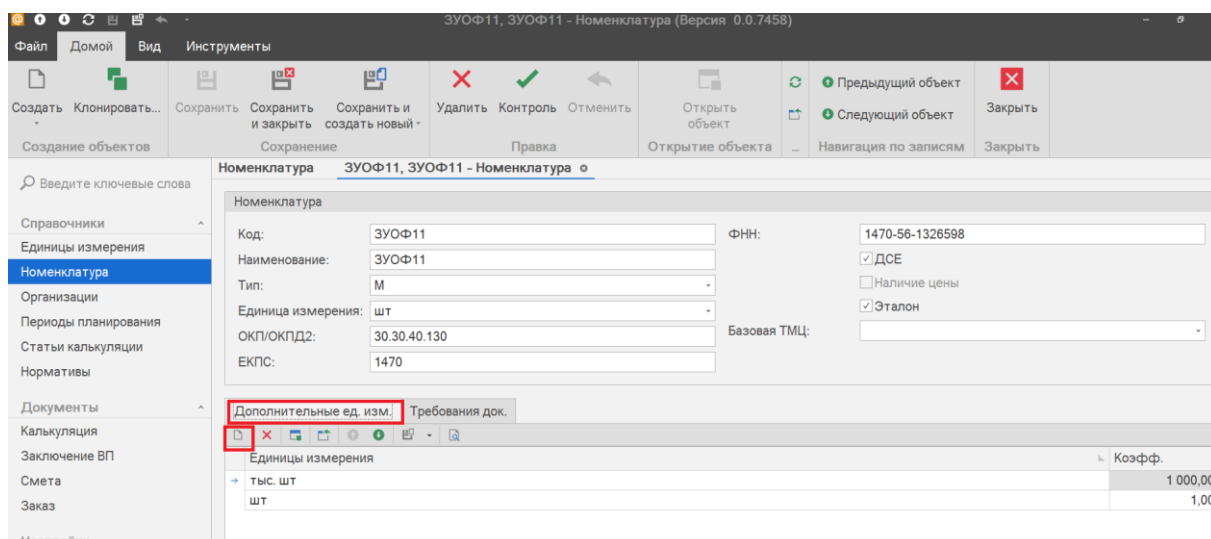 ЗУОФ11, ЗУОФ11 - Номенклатура (Версия 0.0.7458)
Файл Домой Вид Инструменты
Создать Клонировать... Сохранить Сохранить и закрыть Сохранить и создать новый Удалить Контроль Отменить Открыть объект Предыдущий объект Следующий объект Закрыть
Создание объектов Сохранение Правка Открытие объекта ... Навигация по записям Закрыть
Введите ключевые слова
Справочники
Единицы измерения
Номенклатура
Организации
Периоды планирования
Статьи калькуляции
Нормативы
Документы
Калькуляция
Заключение ВП
Смета
Заказ
Номенклатура ЗУОФ11, ЗУОФ11 - Номенклатура
Номенклатура
Код: ЗУОФ11 ФНН: 1470-56-1326598
Наименование: ЗУОФ11 ДСЕ
Тип: М Наличие цены
Единица измерения: шт Эталон
ОКП/ОКПД2: 30.30.40.130 Базовая ТМЦ:
ЕКПС: 1470
Дополнительные ед. изм. Требования док.
Единицы измерения Коэфф.
тыс. шт 1 000,00
шт 1,00